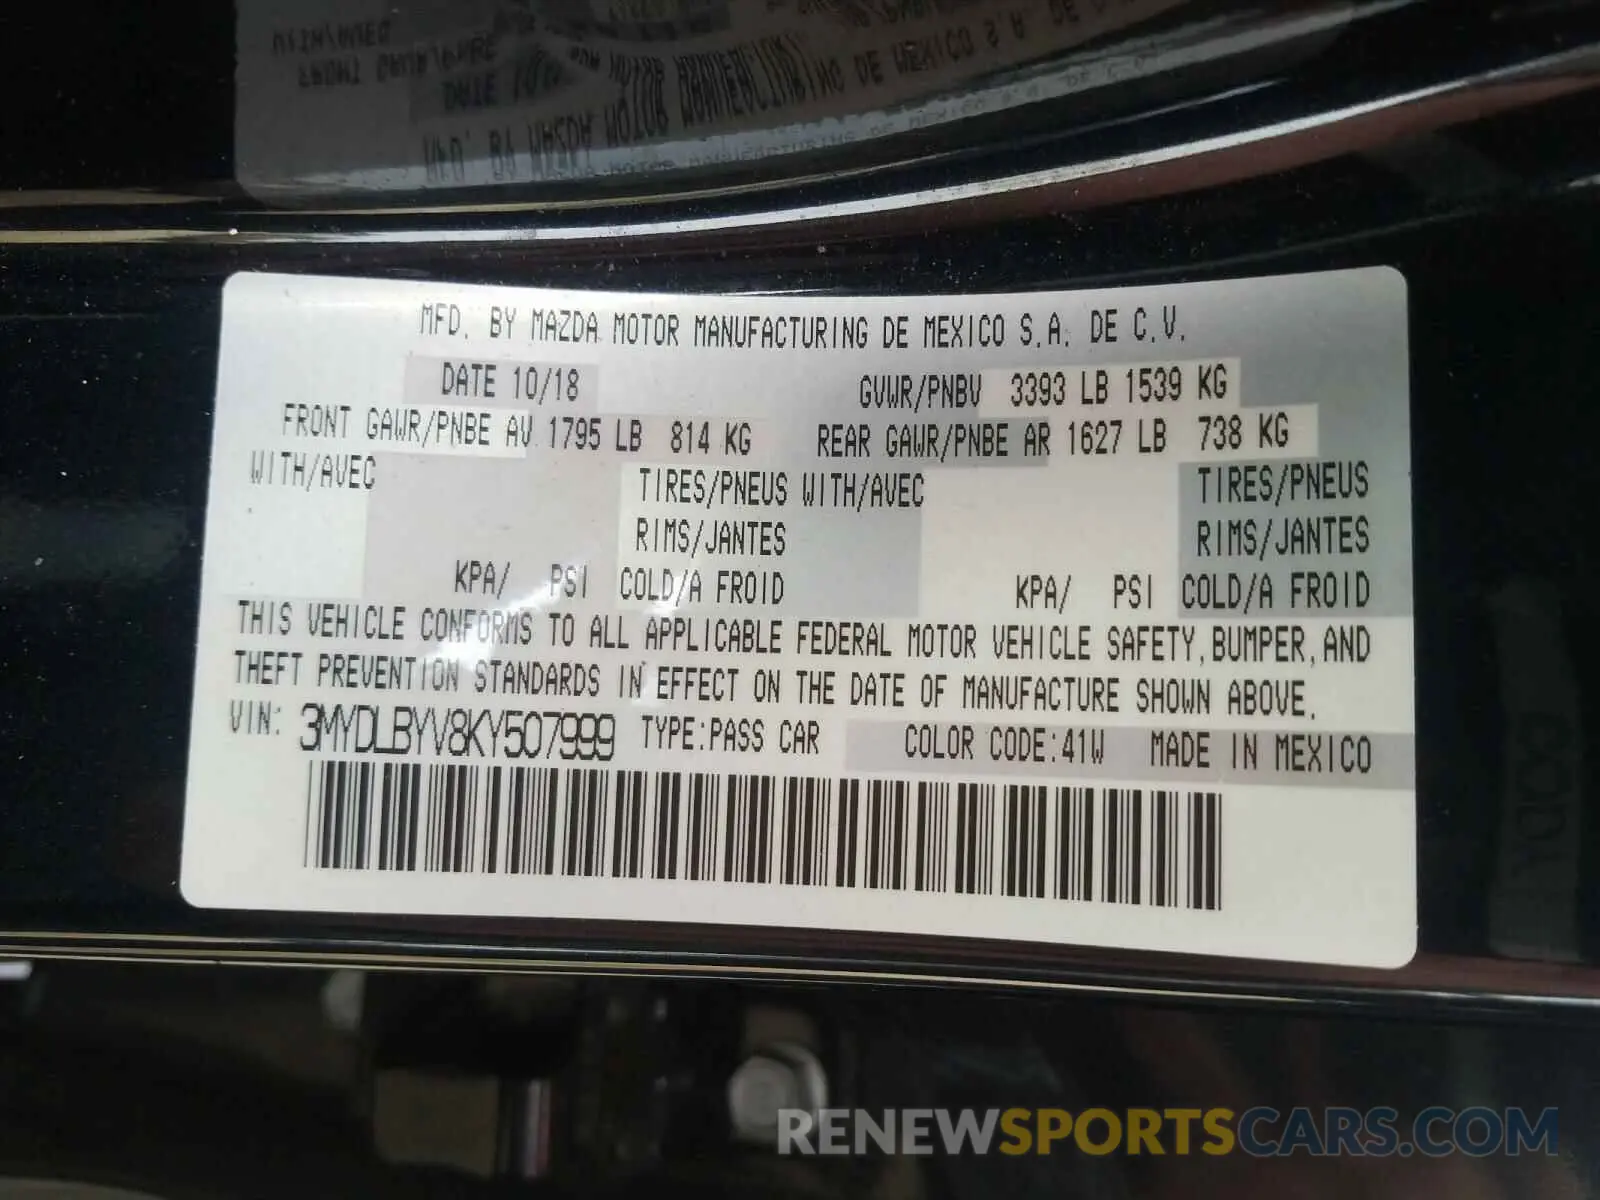 MFD. BY MAZDA MOTOR MANUFACTURING DE MEXICO S.A. DE C.V.
DATE 10/18 GVWR/PNBV 3393 LB 1539 KG
FRONT GAWR/PNBE AV 1795 LB 814 KG REAR GAWR/PNBE AR 1627 LB 738 KG
WITH/AVEC TIRES/PNEUS WITH/AVEC TIRES/PNEUS
RIMS/JANTES RIMS/JANTES
KPA/ PSI COLD/A FROID KPA/ PSI COLD/A FROID
THIS VEHICLE CONFORMS TO ALL APPLICABLE FEDERAL MOTOR VEHICLE SAFETY, BUMPER, AND
THEFT PREVENTION STANDARDS IN EFFECT ON THE DATE OF MANUFACTURE SHOWN ABOVE.
VIN: 3MYDLBYV8KY507999 TYPE:PASS CAR COLOR CODE:41W MADE IN MEXICO
RENEWSPORTSCARS.COM